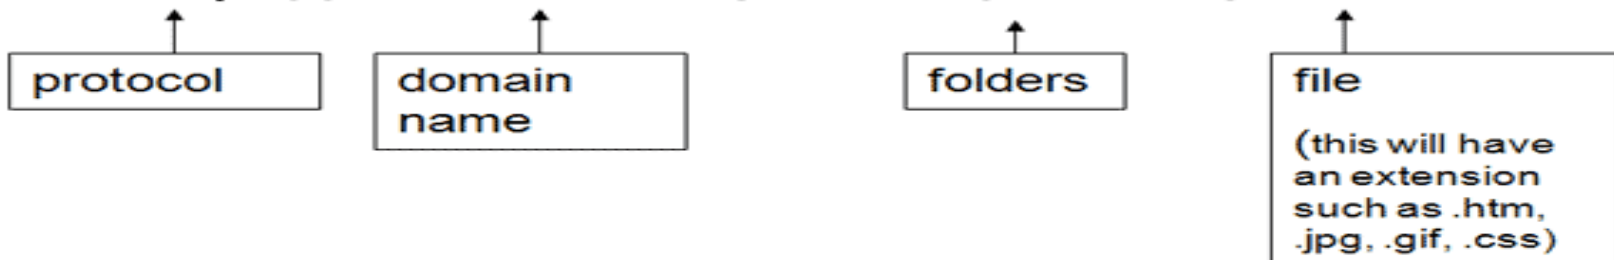 protocol
domain
name
folders
file
(this will have
an extension
such as .htm,
.jpg, .gif, .css)